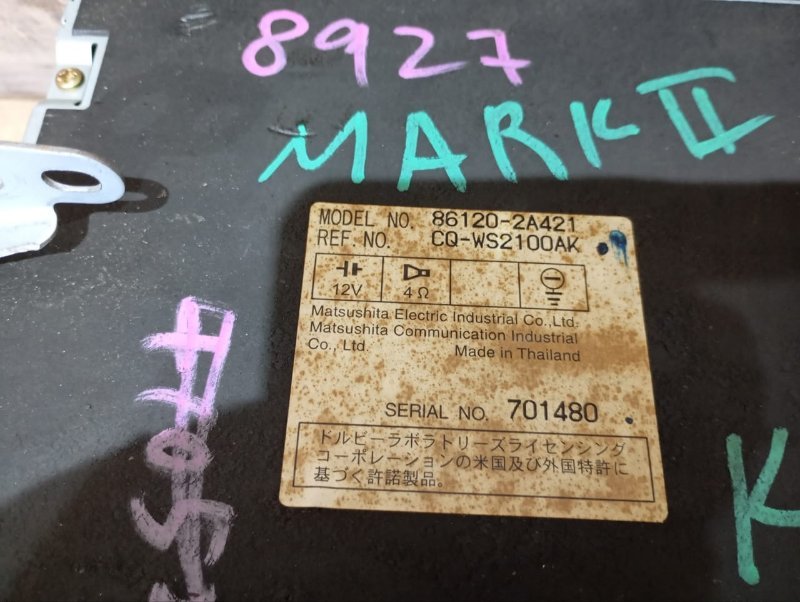 8927
MARK II
MODEL NO. 86120-2A421
REF. NO. CQ-WS2100AK
12V 4Ω
Matsushita Electric Industrial Co.,Ltd.
Matsushita Communication Industrial
Co., Ltd. Made in Thailand
SERIAL NO. 701480
ドルビーラボラトリーズライセンシング
コーポレーションの米国及び外国特許に
基づく許諾製品。
K